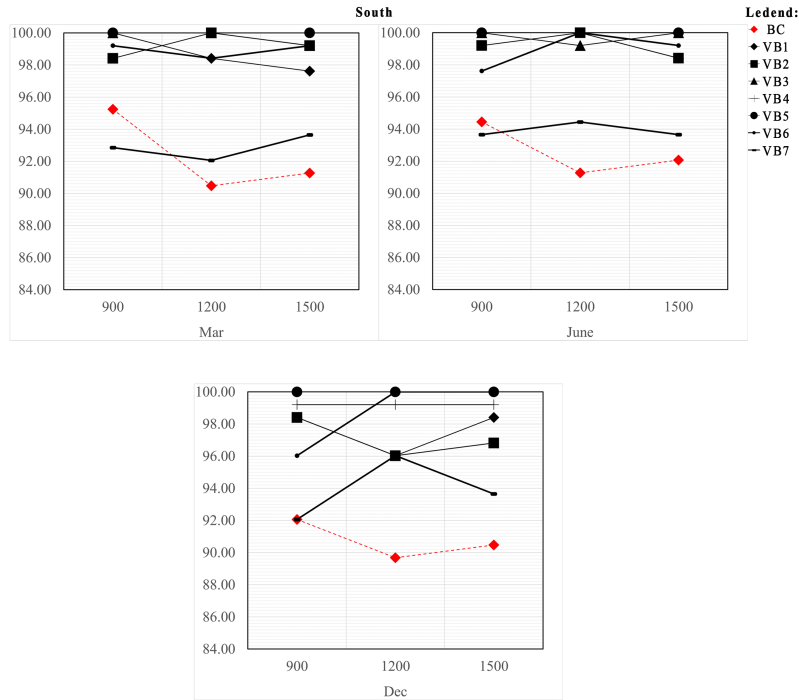 South
Ledend:
BC
VB1
VB2
VB3
VB4
VB5
VB6
VB7
100.00
98.00
96.00
94.00
92.00
90.00
88.00
86.00
84.00
900 1200 1500
Mar
100.00
98.00
96.00
94.00
92.00
90.00
88.00
86.00
84.00
900 1200 1500
June
100.00
98.00
96.00
94.00
92.00
90.00
88.00
86.00
84.00
900 1200 1500
Dec